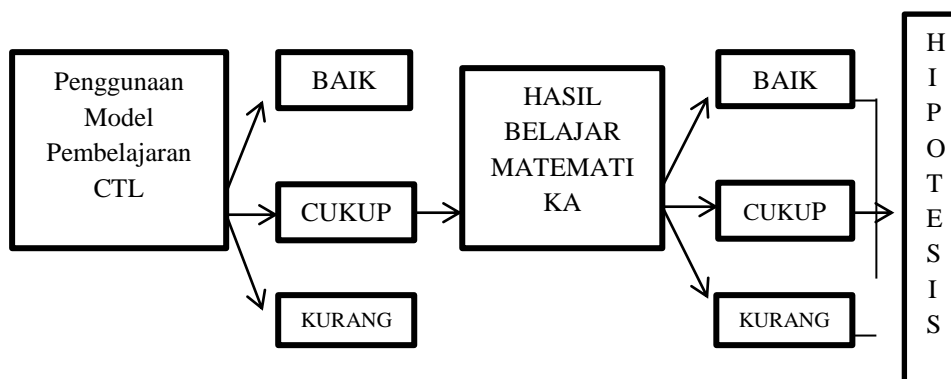 Penggunaan
Model
Pembelajaran
CTL
BAIK
CUKUP
KURANG
HASIL
BELAJAR
MATEMATI
KA
BAIK
CUKUP
KURANG
H
I
P
O
T
E
S
I
S